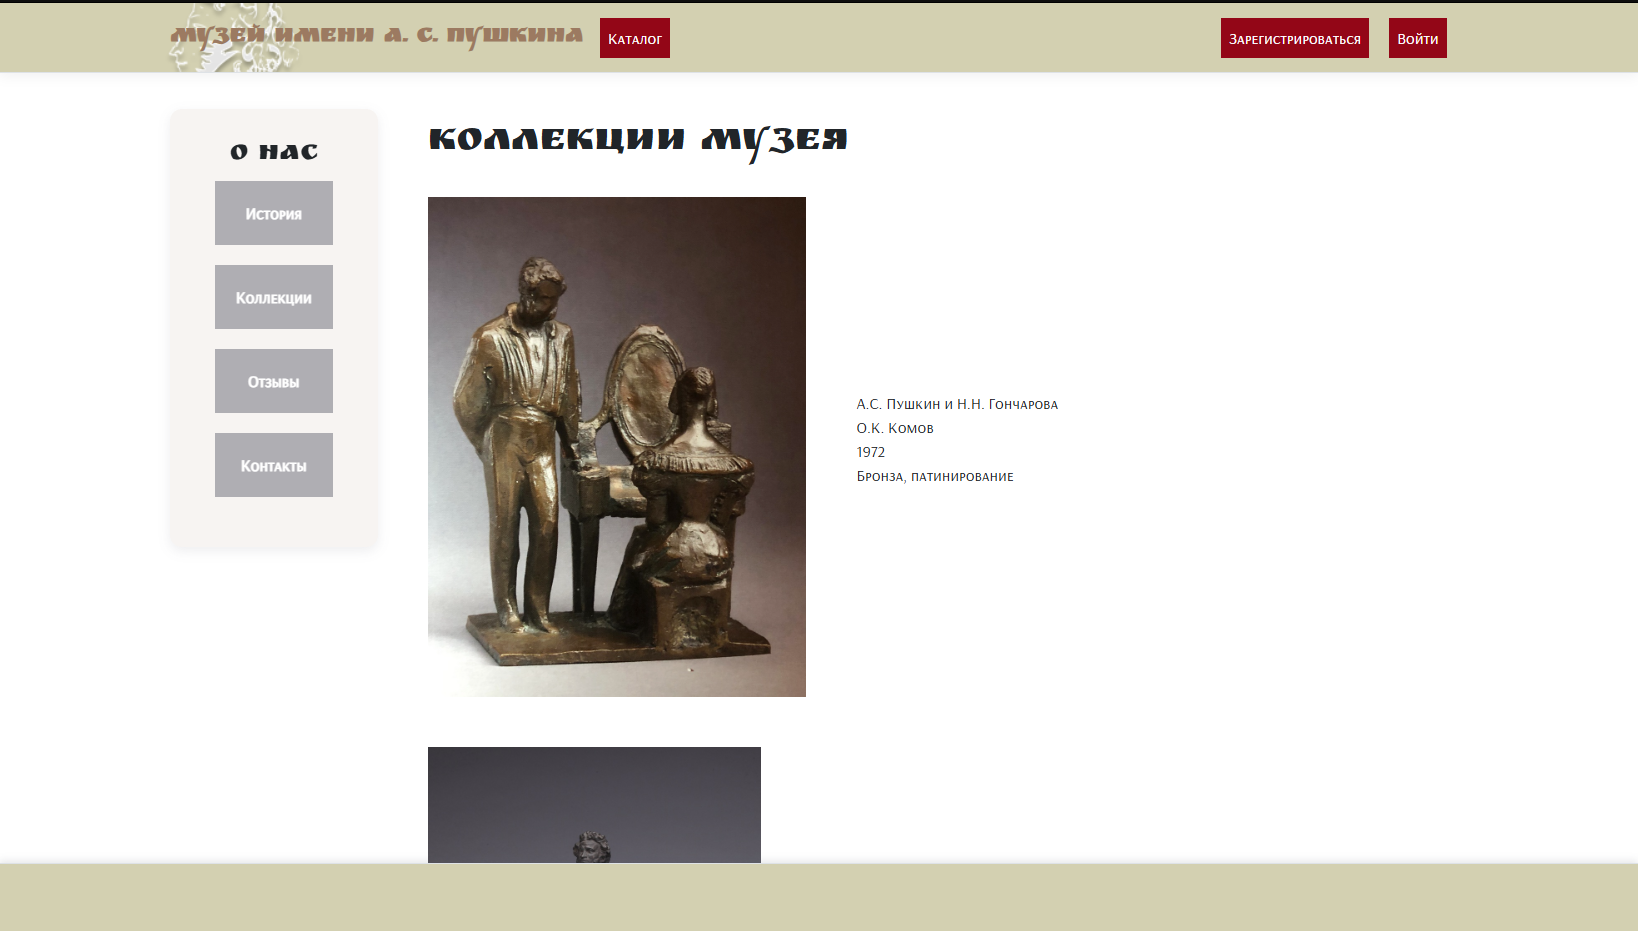 Музей имени А. С. Пушкина
Каталог
Зарегистрироваться
Войти
О нас
История
Коллекции
Отзывы
Контакты
Коллекции музея
А.С. Пушкин и Н.Н. Гончарова
О.К. Комов
1972
Бронза, патинирование